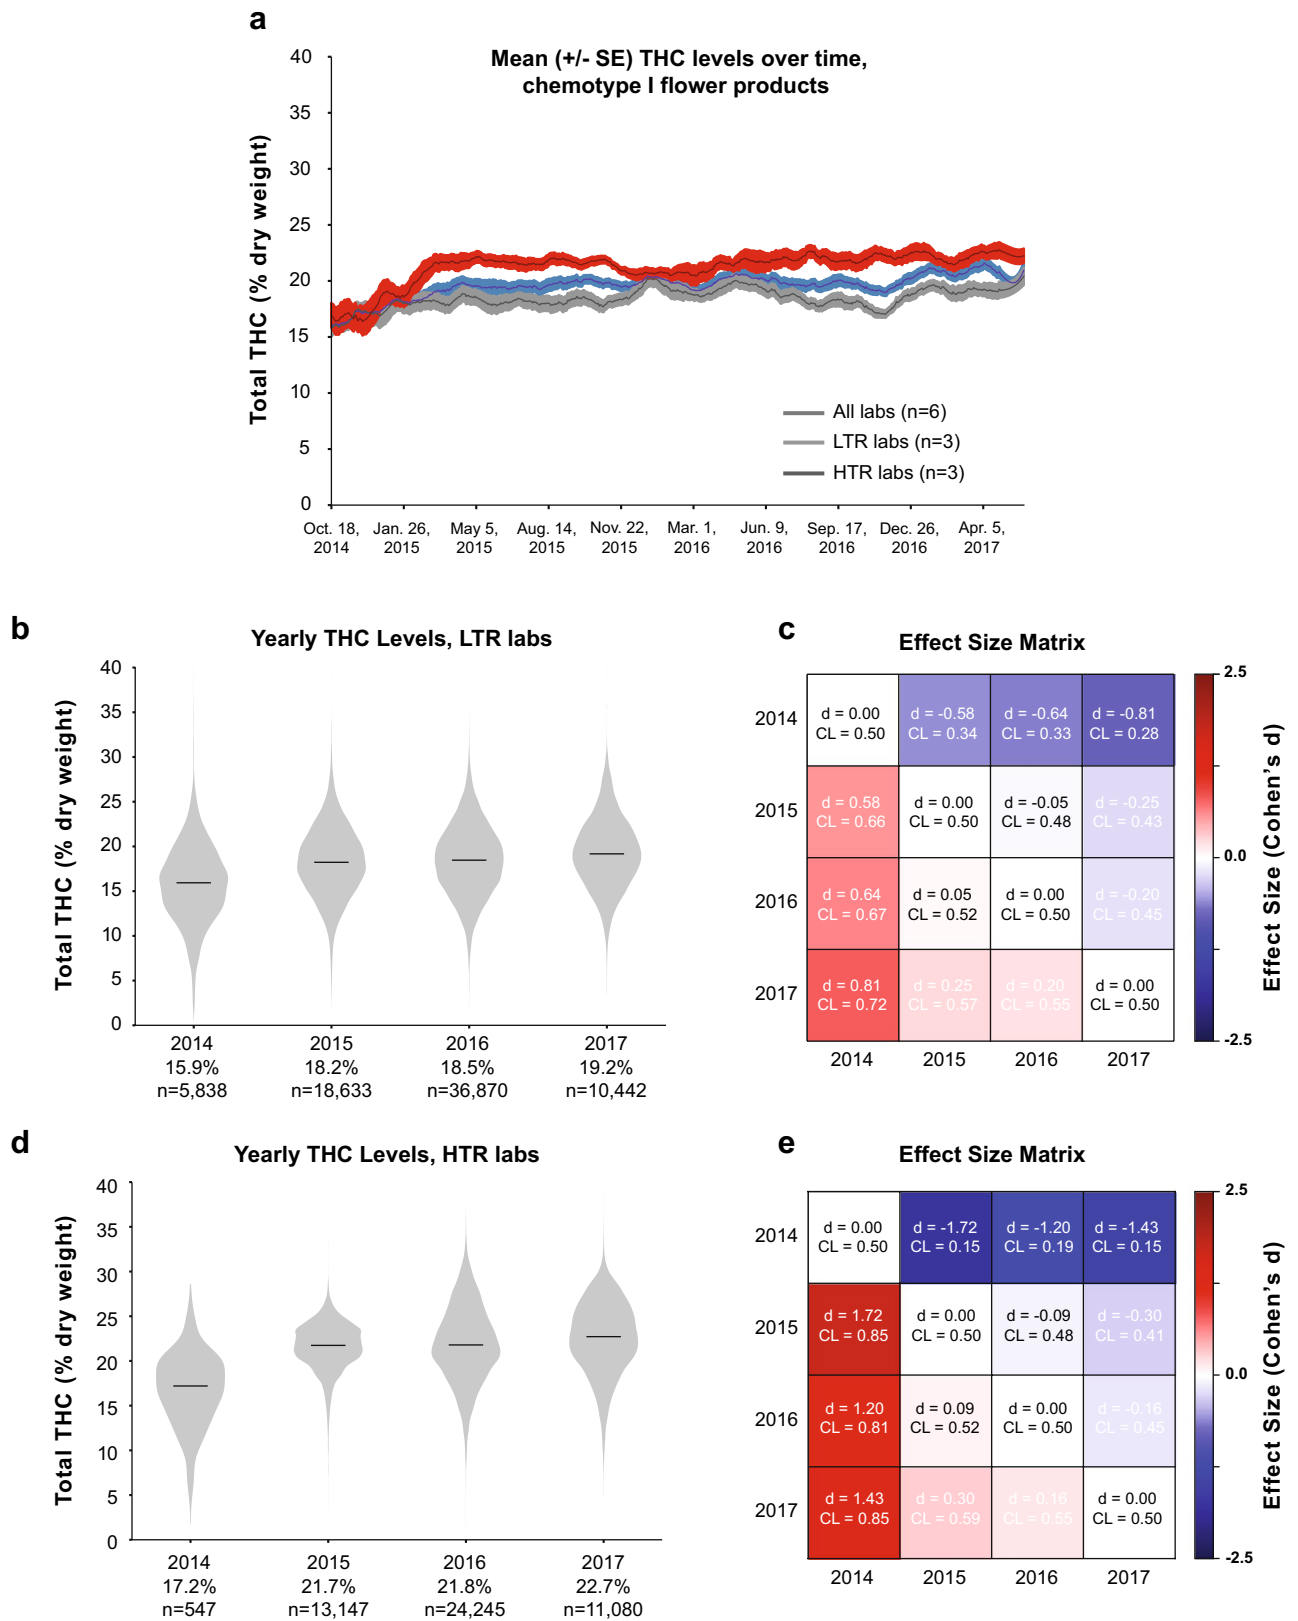 a
Mean (+/- SE) THC levels over time,
chemotype I flower products
Total THC (% dry weight)
40
35
30
25
20
15
10
5
0
All labs (n=6)
LTR labs (n=3)
HTR labs (n=3)
Oct. 18, Jan. 26, May 5, Aug. 14, Nov. 22, Mar. 1, Jun. 9, Sep. 17, Dec. 26, Apr. 5,
2014 2015 2015 2015 2015 2016 2016 2016 2016 2017
b
Yearly THC Levels, LTR labs
Total THC (% dry weight)
40
35
30
25
20
15
10
5
0
2014 2015 2016 2017
15.9% 18.2% 18.5% 19.2%
n=5,838 n=18,633 n=36,870 n=10,442
c
Effect Size Matrix
2014
d = 0.00 d = -0.58 d = -0.64 d = -0.81
CL = 0.50 CL = 0.34 CL = 0.33 CL = 0.28
2015
d = 0.58 d = 0.00 d = -0.05 d = -0.25
CL = 0.66 CL = 0.50 CL = 0.48 CL = 0.43
2016
d = 0.64 d = 0.05 d = 0.00 d = -0.20
CL = 0.67 CL = 0.52 CL = 0.50 CL = 0.45
2017
d = 0.81 d = 0.25 d = 0.20 d = 0.00
CL = 0.72 CL = 0.57 CL = 0.55 CL = 0.50
2014 2015 2016 2017
2.5
0.0
-2.5
Effect Size (Cohen's d)
d
Yearly THC Levels, HTR labs
Total THC (% dry weight)
40
35
30
25
20
15
10
5
0
2014 2015 2016 2017
17.2% 21.7% 21.8% 22.7%
n=547 n=13,147 n=24,245 n=11,080
e
Effect Size Matrix
2014
d = 0.00 d = -1.72 d = -1.20 d = -1.43
CL = 0.50 CL = 0.15 CL = 0.19 CL = 0.15
2015
d = 1.72 d = 0.00 d = -0.09 d = -0.30
CL = 0.85 CL = 0.50 CL = 0.48 CL = 0.41
2016
d = 1.20 d = 0.09 d = 0.00 d = -0.16
CL = 0.81 CL = 0.52 CL = 0.50 CL = 0.45
2017
d = 1.43 d = 0.30 d = 0.16 d = 0.00
CL = 0.85 CL = 0.59 CL = 0.55 CL = 0.50
2014 2015 2016 2017
2.5
0.0
-2.5
Effect Size (Cohen's d)